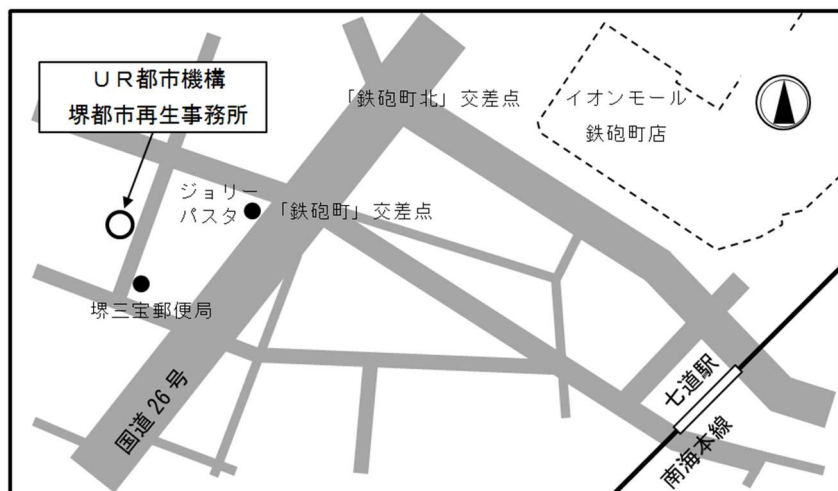 UR都市機構
堺都市再生事務所
「鉄砲町北」交差点
イオンモール
鉄砲町店
ジョリー
パスタ
「鉄砲町」交差点
堺三宝郵便局
国道26号
七道駅
南海本線